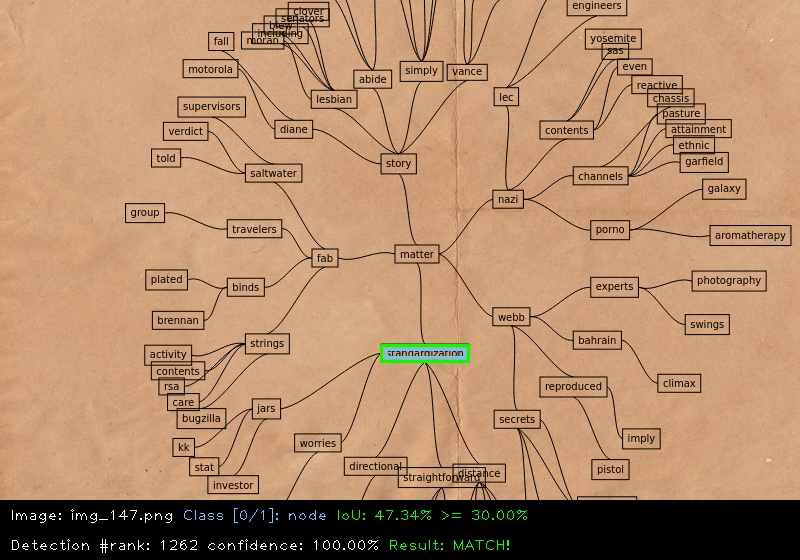 engineers
clover
senators
blew
including
moran
yosemite
fall
sas
motorola
abide
simply
vance
even
reactive
lesbian
lec
chassis
supervisors
pasture
verdict
diane
contents
attainment
ethnic
told
story
garfield
saltwater
channels
galaxy
nazi
group
travelers
porno
aromatherapy
fab
matter
plated
binds
experts
photography
brennan
webb
swings
strings
bahrain
activity
standardization
contents
rsa
reproduced
climax
care
bugzilla
jars
secrets
kk
worries
imply
stat
directional
pistol
straightforward
distance
investor
Image: img_147.png Class [0/1]: node IoU: 47.34% >= 30.00%
Detection #rank: 1262 confidence: 100.00% Result: MATCH!